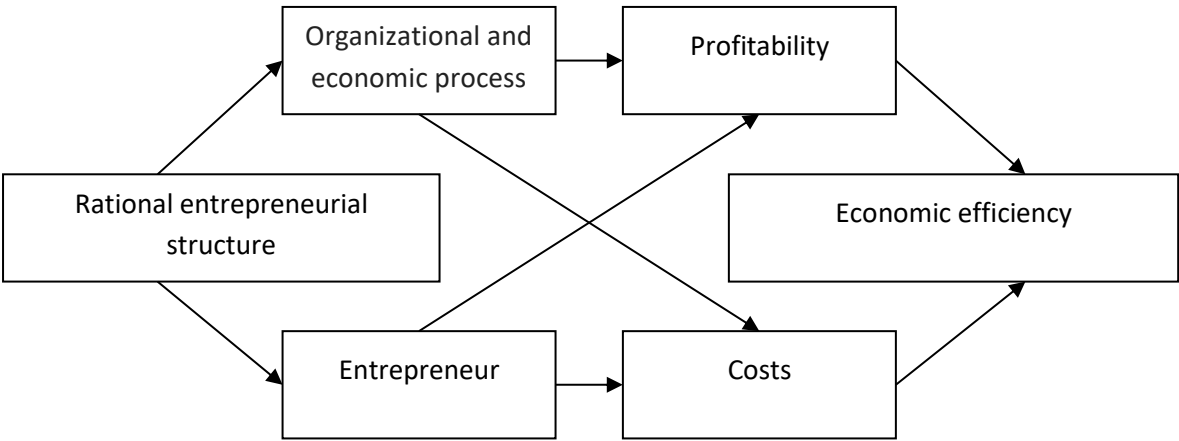 Organizational and
economic process
Profitability
Rational entrepreneurial
structure
Economic efficiency
Entrepreneur
Costs